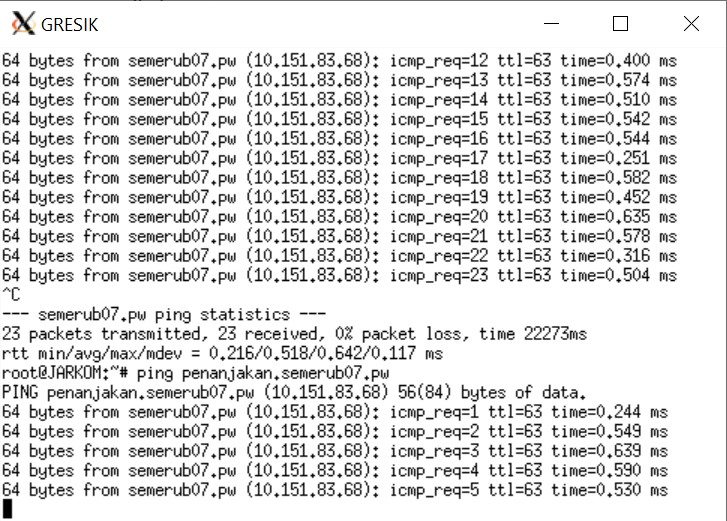 GRESIK
64 bytes from semerub07.pw (10.151.83.68): icmp_req=12 ttl=63 time=0.400 ms
64 bytes from semerub07.pw (10.151.83.68): icmp_req=13 ttl=63 time=0.574 ms
64 bytes from semerub07.pw (10.151.83.68): icmp_req=14 ttl=63 time=0.510 ms
64 bytes from semerub07.pw (10.151.83.68): icmp_req=15 ttl=63 time=0.542 ms
64 bytes from semerub07.pw (10.151.83.68): icmp_req=16 ttl=63 time=0.544 ms
64 bytes from semerub07.pw (10.151.83.68): icmp_req=17 ttl=63 time=0.251 ms
64 bytes from semerub07.pw (10.151.83.68): icmp_req=18 ttl=63 time=0.582 ms
64 bytes from semerub07.pw (10.151.83.68): icmp_req=19 ttl=63 time=0.452 ms
64 bytes from semerub07.pw (10.151.83.68): icmp_req=20 ttl=63 time=0.635 ms
64 bytes from semerub07.pw (10.151.83.68): icmp_req=21 ttl=63 time=0.578 ms
64 bytes from semerub07.pw (10.151.83.68): icmp_req=22 ttl=63 time=0.316 ms
64 bytes from semerub07.pw (10.151.83.68): icmp_req=23 ttl=63 time=0.504 ms
^C
--- semerub07.pw ping statistics ---
23 packets transmitted, 23 received, 0% packet loss, time 22273ms
rtt min/avg/max/mdev = 0.216/0.518/0.642/0.117 ms
root@JARKOM:~# ping penanjakan.semerub07.pw
PING penanjakan.semerub07.pw (10.151.83.68) 56(84) bytes of data.
64 bytes from semerub07.pw (10.151.83.68): icmp_req=1 ttl=63 time=0.244 ms
64 bytes from semerub07.pw (10.151.83.68): icmp_req=2 ttl=63 time=0.549 ms
64 bytes from semerub07.pw (10.151.83.68): icmp_req=3 ttl=63 time=0.639 ms
64 bytes from semerub07.pw (10.151.83.68): icmp_req=4 ttl=63 time=0.590 ms
64 bytes from semerub07.pw (10.151.83.68): icmp_req=5 ttl=63 time=0.530 ms